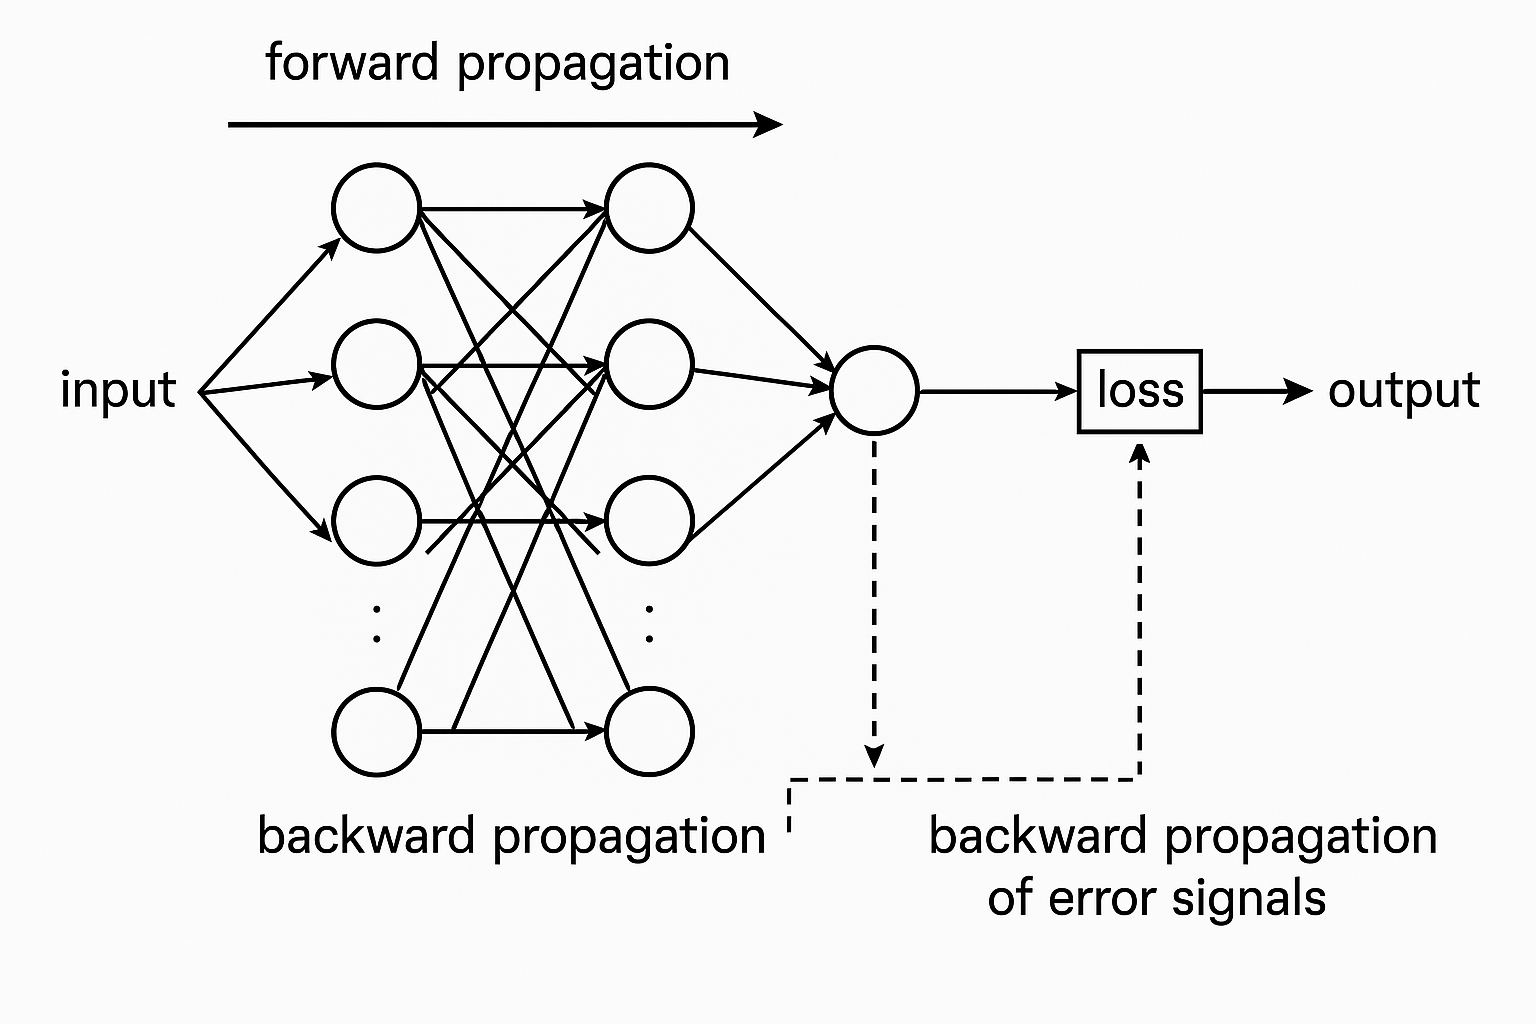 forward propagation
input
loss
output
backward propagation
backward propagation
of error signals